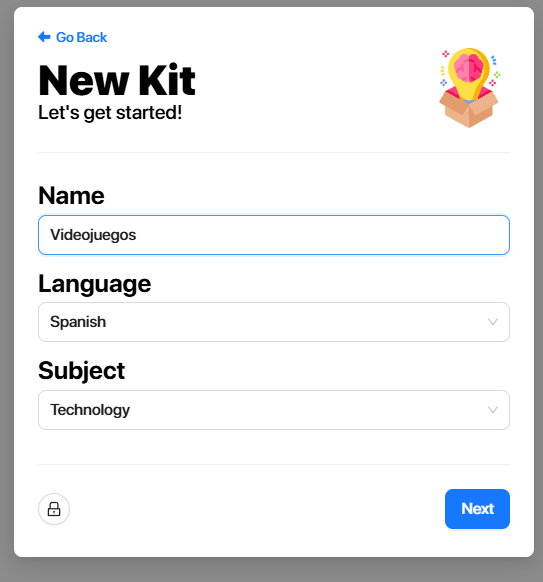 Go Back
New Kit
Let's get started!
Name
Videojuegos
Language
Spanish
Subject
Technology
Next